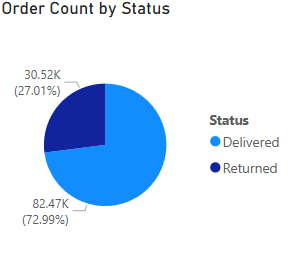 Order Count by Status
30.52K
(27.01%)
Status
Delivered
Returned
82.47K
(72.99%)